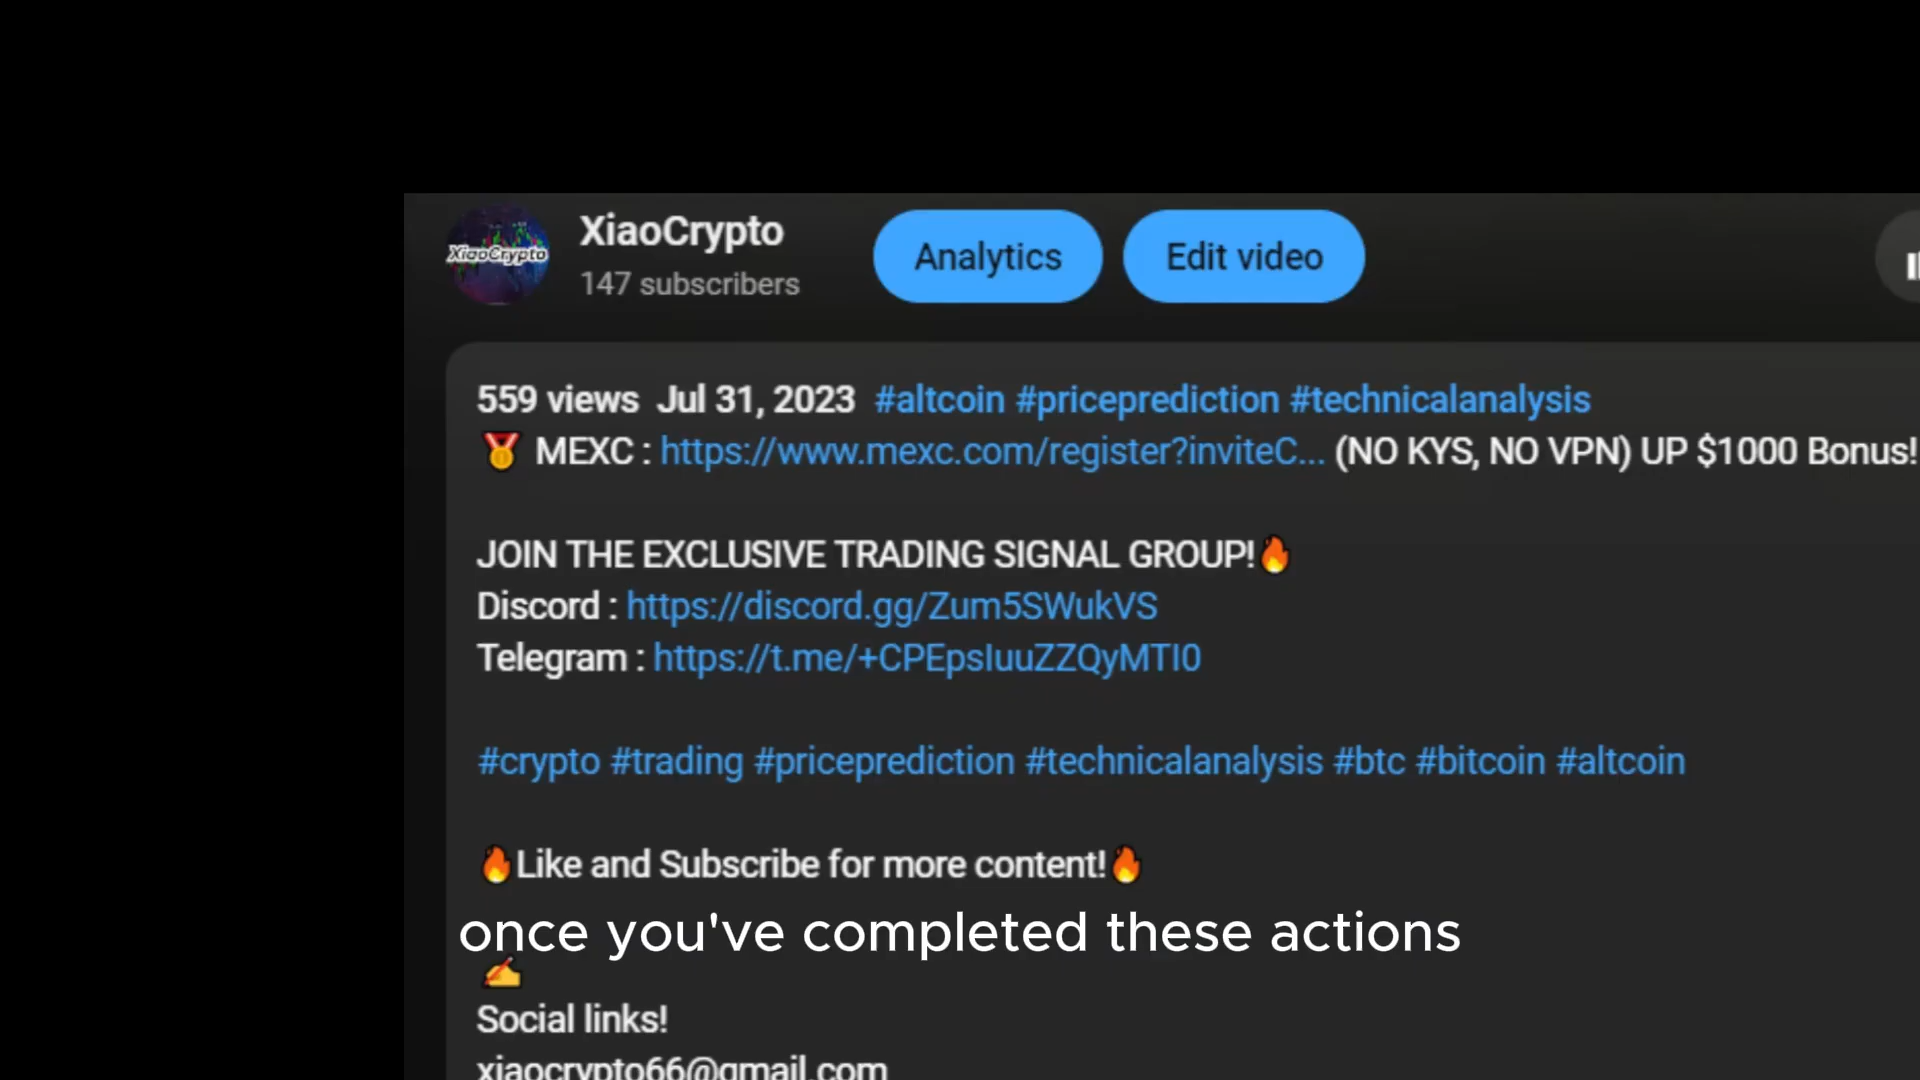 XiaoCrypto
XiaoCrypto
147 subscribers
Analytics
Edit video
559 views Jul 31, 2023 #altcoin #priceprediction #technicalanalysis
🏅 MEXC : https://www.mexc.com/register?inviteC... (NO KYS, NO VPN) UP $1000 Bonus!
JOIN THE EXCLUSIVE TRADING SIGNAL GROUP!🔥
Discord : https://discord.gg/Zum5SWukVS
Telegram : https://t.me/+CPEpsIuuZZQyMTI0
#crypto #trading #priceprediction #technicalanalysis #btc #bitcoin #altcoin
🔥Like and Subscribe for more content!🔥
once you've completed these actions
✍
Social links!
xiaocrypto66@gmail.com